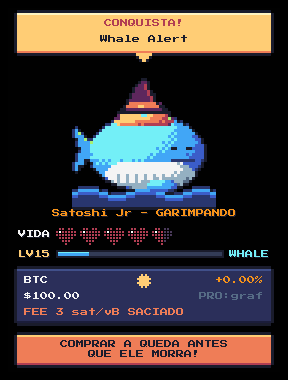 CONQUISTA!
Whale Alert
Satoshi Jr - GARIMPANDO
VIDA
LV15 WHALE
BTC +0.00%
$100.00 PRO:graf
FEE 3 sat/vB SACIADO
COMPRAR A QUEDA ANTES
QUE ELE MORRA!